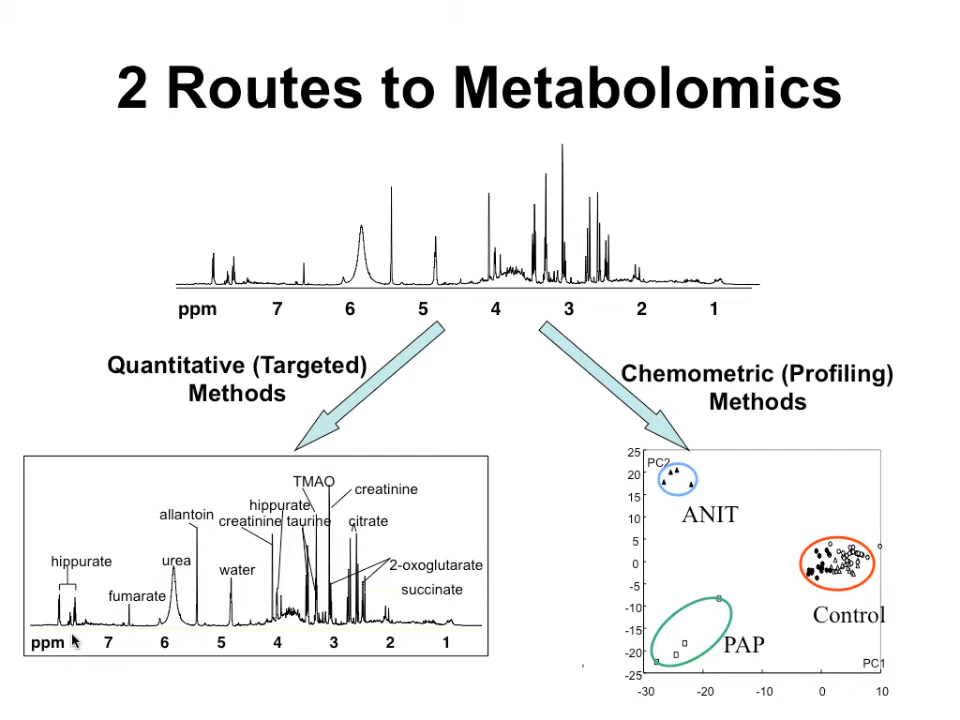 2 Routes to Metabolomics
ppm 7 6 5 4 3 2 1
Quantitative (Targeted)
Methods
Chemometric (Profiling)
Methods
TMAO
creatinine
hippurate
allantoin
creatinine taurine
citrate
hippurate
urea
water
2-oxoglutarate
fumarate
succinate
ppm 7 6 5 4 3 2 1
25
PC2
20
15
ANIT
10
5
0
-5
-10
Control
-15
PAP
-20
PC1
-25
-30 -20 -10 0 10